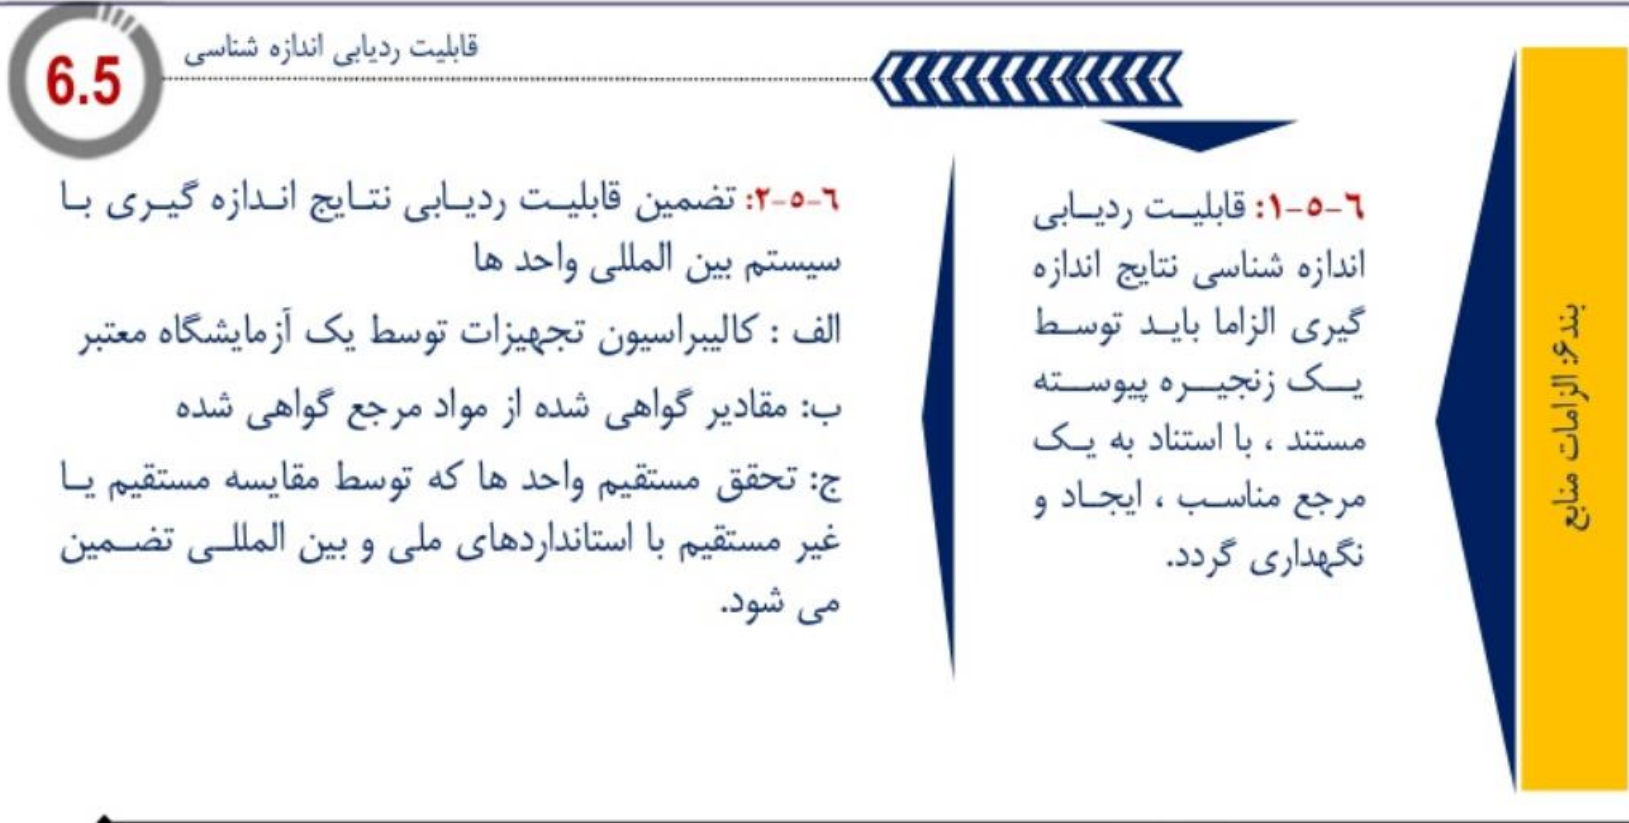 6.5
قابلیت ردیابی اندازه شناسی
بند۶: الزامات منابع
۶-۵-۱: قابلیت ردیابی
اندازه شناسی نتایج اندازه
گیری الزاما باید توسط
یک زنجیره پیوسته
مستند ، با استناد به یک
مرجع مناسب ، ایجاد و
نگهداری گردد.
۶-۵-۲: تضمین قابلیت ردیابی نتایج اندازه گیری با
سیستم بین المللی واحد ها
الف : کالیبراسیون تجهیزات توسط یک آزمایشگاه معتبر
ب: مقادیر گواهی شده از مواد مرجع گواهی شده
ج: تحقق مستقیم واحد ها که توسط مقایسه مستقیم یا
غیر مستقیم با استانداردهای ملی و بین المللی تضمین
می شود.